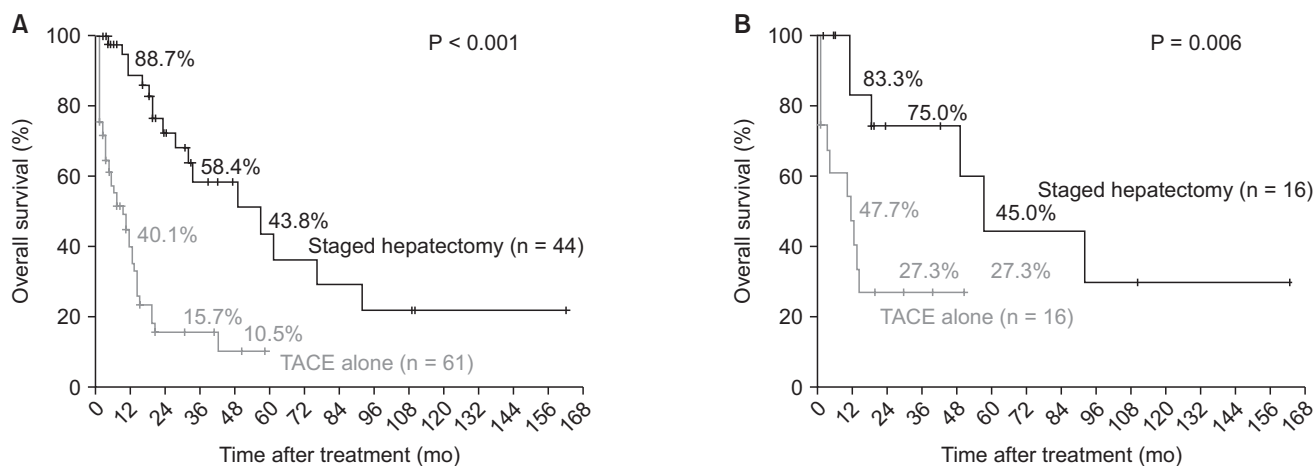 A
P < 0.001
100
80
60
40
20
0
Overall survival (%)
88.7%
58.4%
43.8%
Staged hepatectomy (n = 44)
40.1%
15.7%
10.5%
TACE alone (n = 61)
0 12 24 36 48 60 72 84 96 108 120 132 144 156 168
Time after treatment (mo)
B
P = 0.006
100
80
60
40
20
0
Overall survival (%)
83.3%
75.0%
Staged hepatectomy (n = 16)
45.0%
47.7%
27.3% 27.3%
TACE alone (n = 16)
0 12 24 36 48 60 72 84 96 108 120 132 144 156 168
Time after treatment (mo)